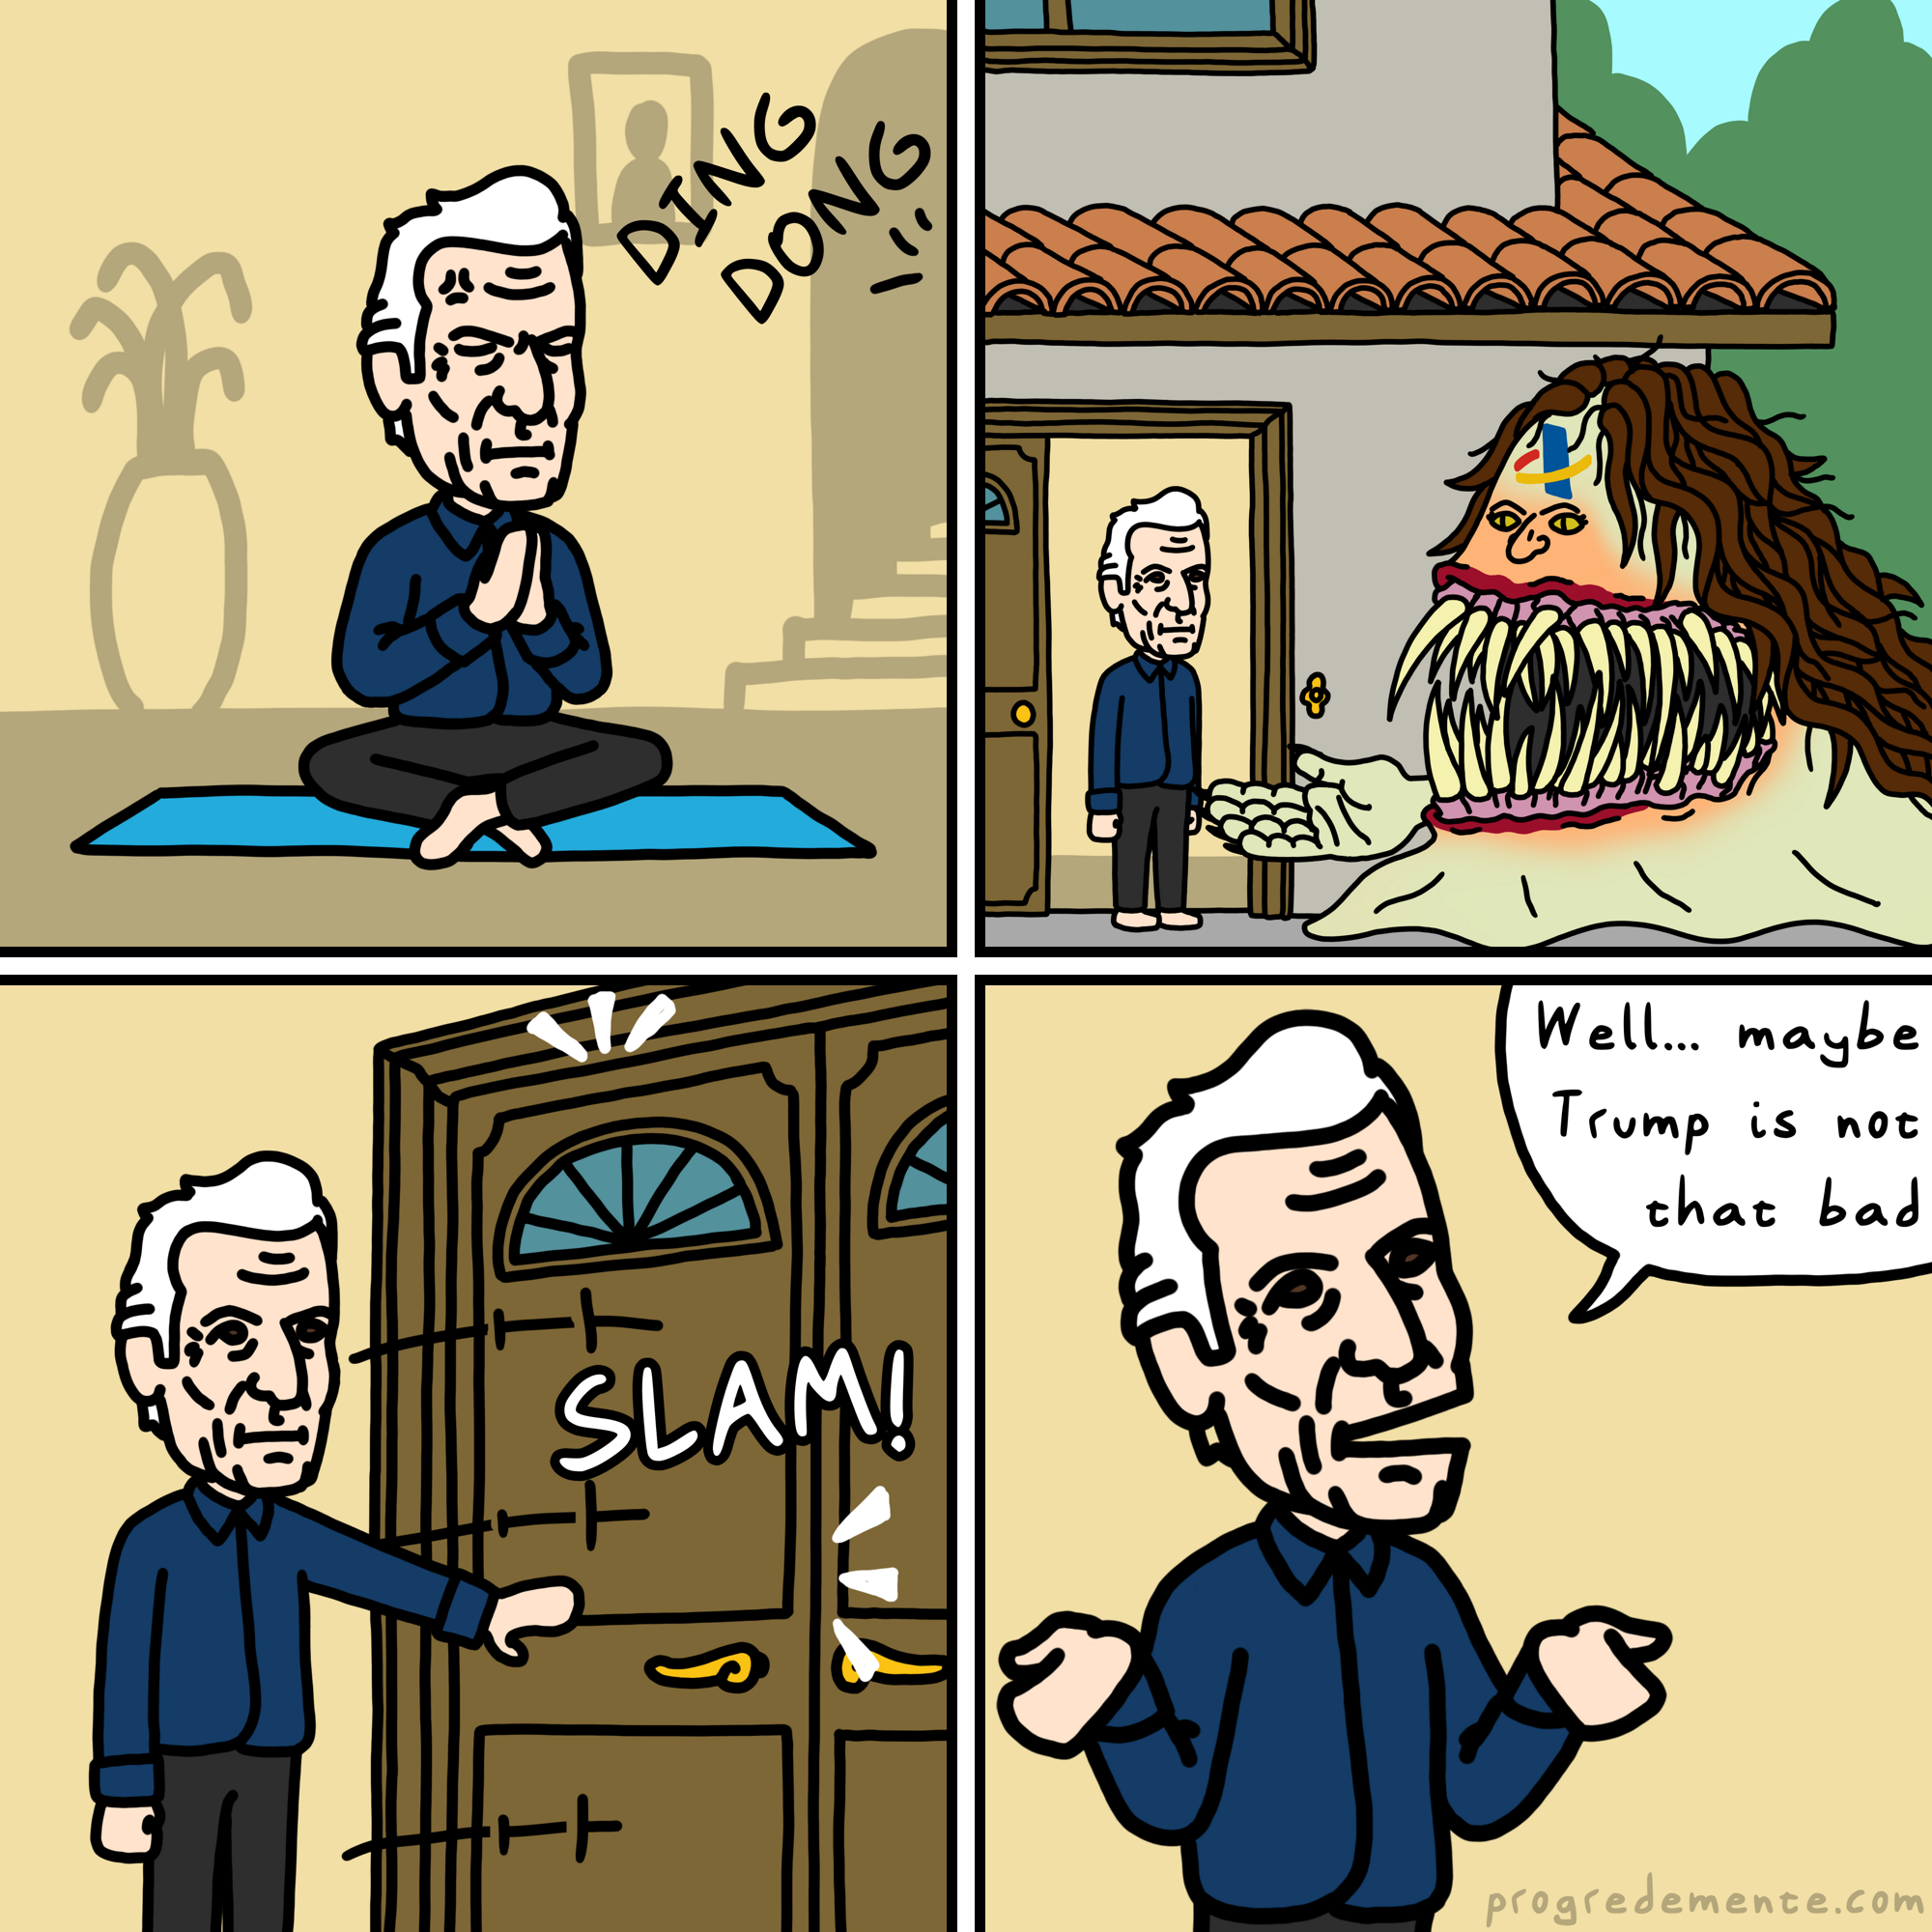 DING
DONG
SLAM!
Well.... maybe
Trump is not
that bad
progredemente.com